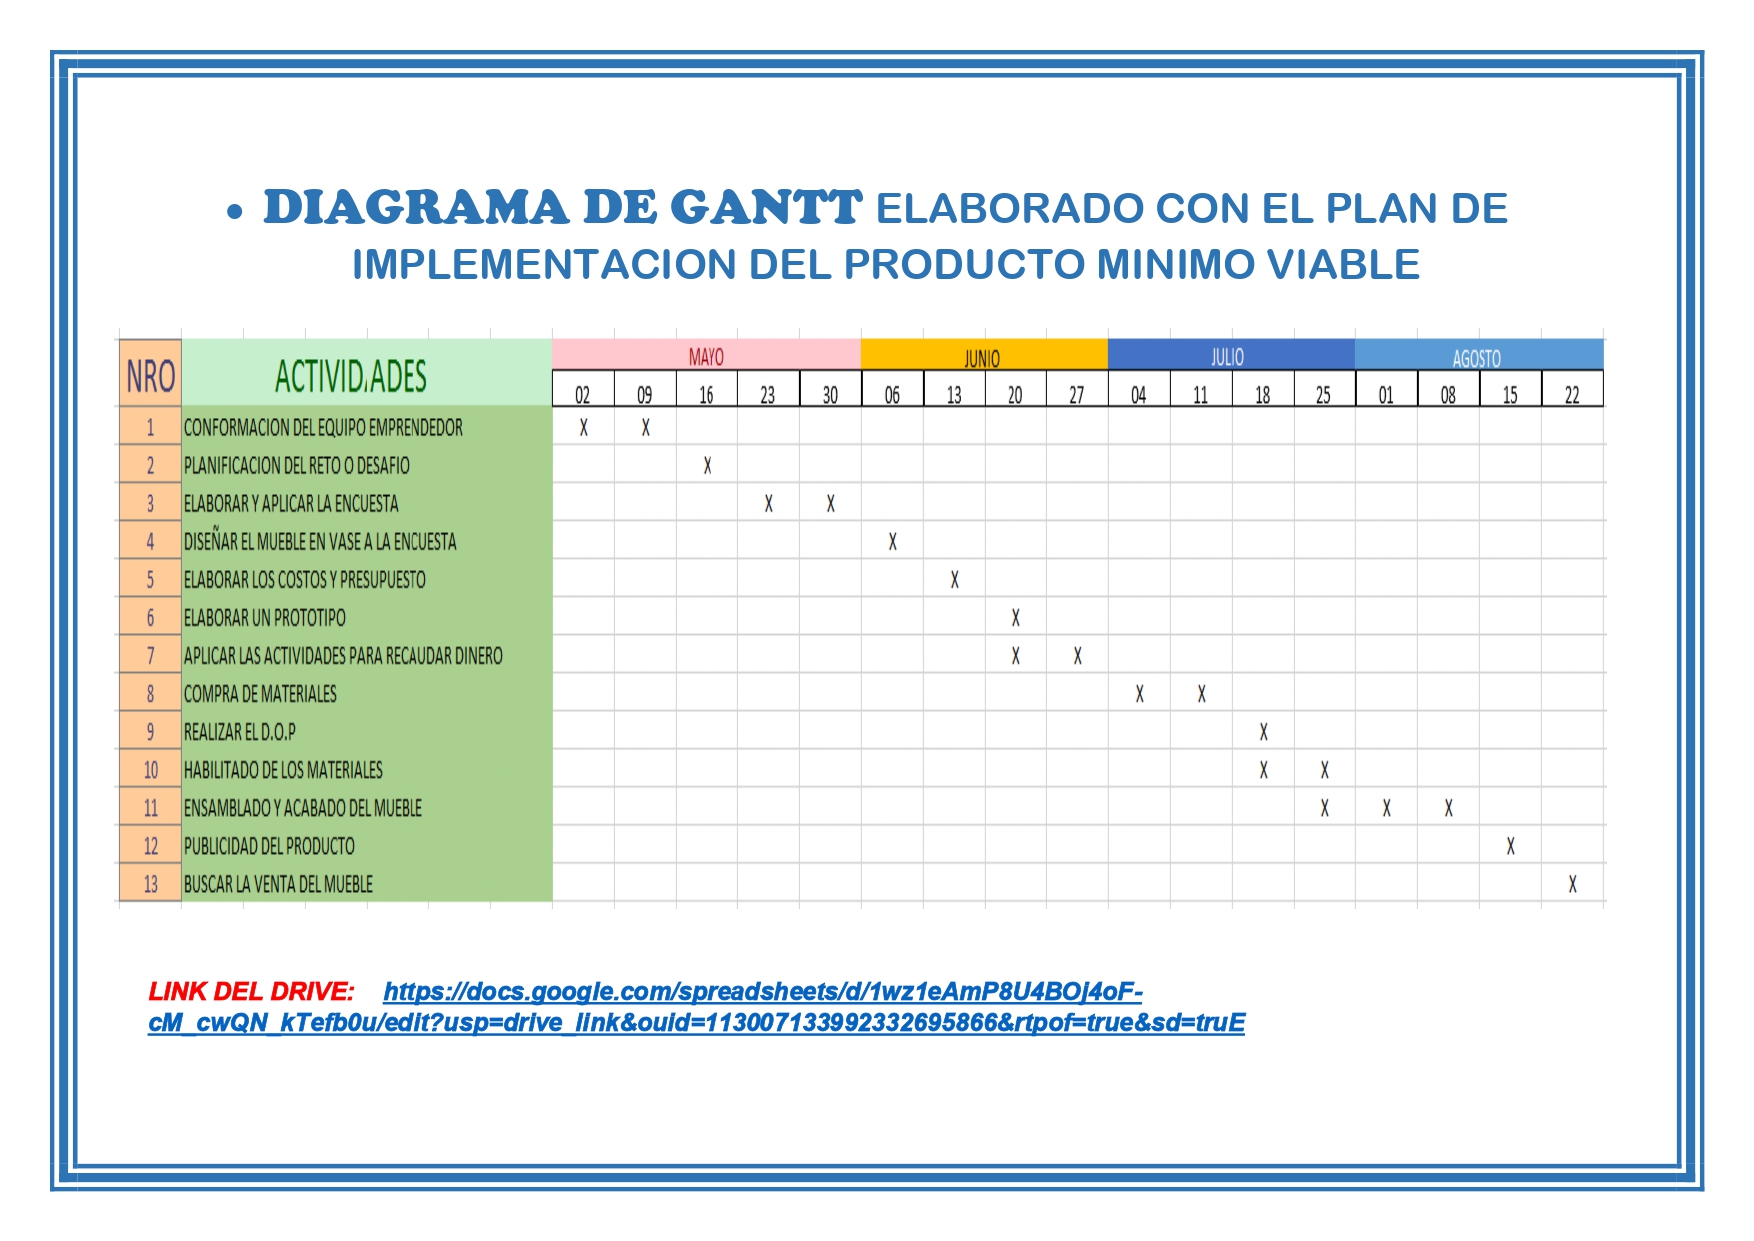 • DIAGRAMA DE GANTT ELABORADO CON EL PLAN DE
IMPLEMENTACION DEL PRODUCTO MINIMO VIABLE
NRO ACTIVIDADES MAYO JUNIO JULIO AGOSTO
02 09 16 23 30 06 13 20 27 04 11 18 25 01 08 15 22
1 CONFORMACION DEL EQUIPO EMPRENDEDOR X X
2 PLANIFICACION DEL RETO O DESAFIO X
3 ELABORAR Y APLICAR LA ENCUESTA X X
4 DISEÑAR EL MUEBLE EN VASE A LA ENCUESTA X
5 ELABORAR LOS COSTOS Y PRESUPUESTO X
6 ELABORAR UN PROTOTIPO X
7 APLICAR LAS ACTIVIDADES PARA RECAUDAR DINERO X X
8 COMPRA DE MATERIALES X X
9 REALIZAR EL D.O.P X
10 HABILITADO DE LOS MATERIALES X X
11 ENSAMBLADO Y ACABADO DEL MUEBLE X X X
12 PUBLICIDAD DEL PRODUCTO X
13 BUSCAR LA VENTA DEL MUEBLE X
LINK DEL DRIVE: https://docs.google.com/spreadsheets/d/1wz1eAmP8U4BOj4oF-
cM_cwQN_kTefb0u/edit?usp=drive_link&ouid=113007133992332695866&rtpof=true&sd=truE